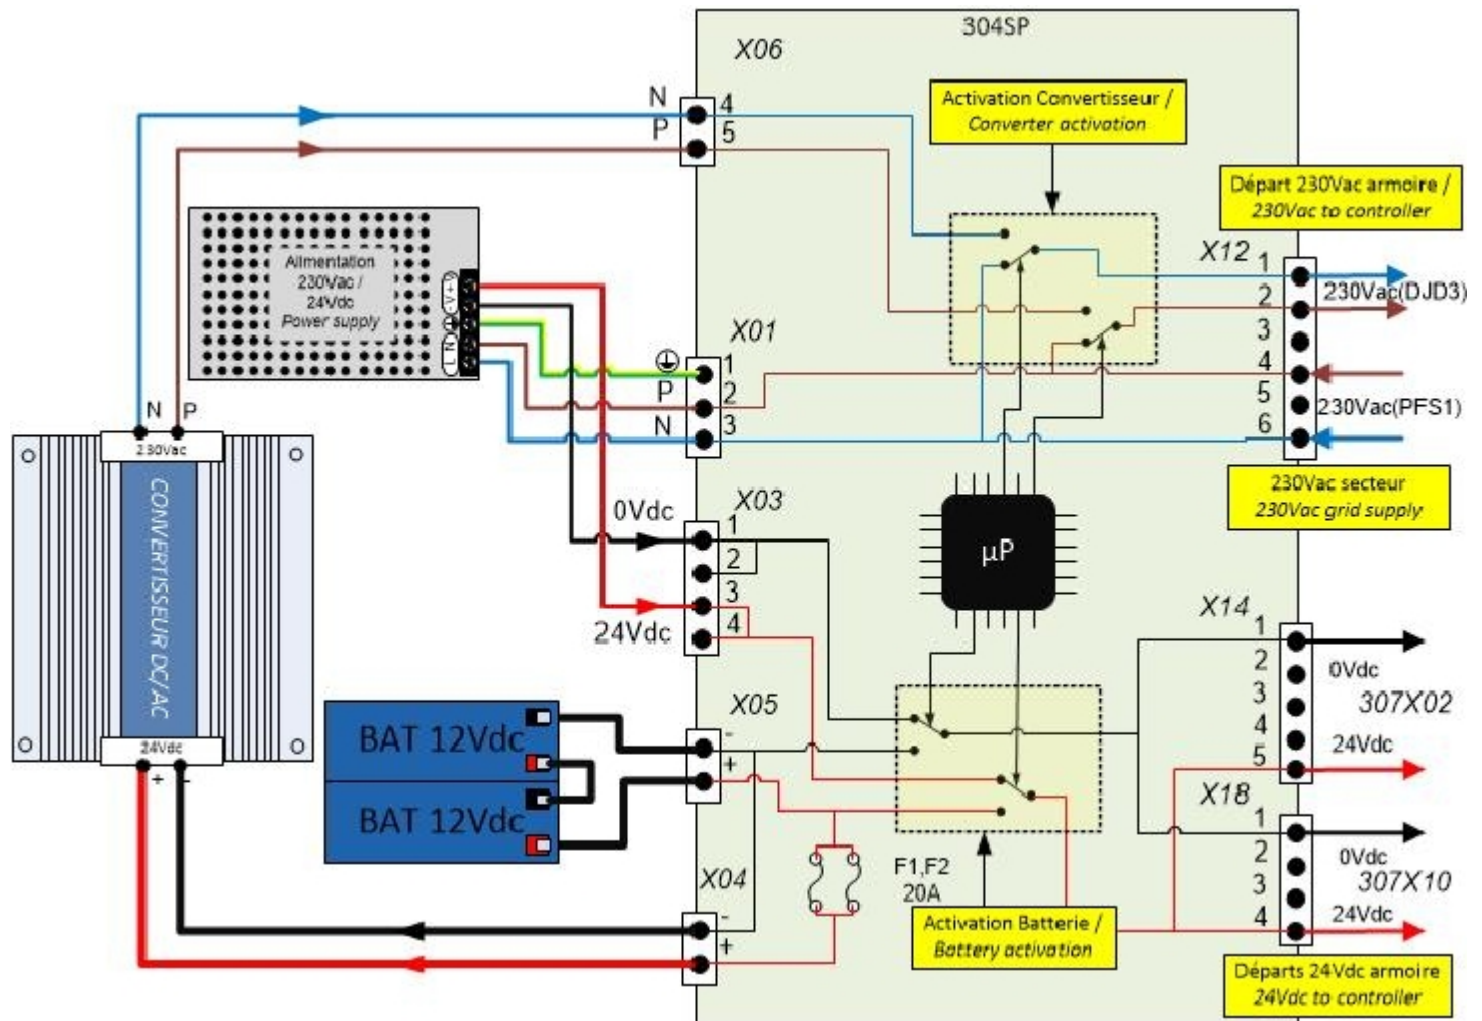 304SP
X06
N
4
P
5
Activation Convertisseur /
Converter activation
Départ 230Vac armoire /
230Vac to controller
X12
1
2
3
4
5
6
230Vac(DJD3)
230Vac(PFS1)
230Vac secteur
230Vac grid supply
Alimentation
230Vac /
24Vdc
Power supply
L N
-V+
X01
1
P
2
N
3
N P
230Vac
CONVERTISSEUR DC/AC
24Vdc
+ -
X03
0Vdc
1
2
3
4
24Vdc
µP
X14
1
2
3
4
5
0Vdc
307X02
24Vdc
BAT 12Vdc
BAT 12Vdc
X05
-
+
X18
1
2
3
4
0Vdc
307X10
24Vdc
F1,F2
20A
X04
-
+
Activation Batterie /
Battery activation
Départs 24Vdc armoire
24Vdc to controller